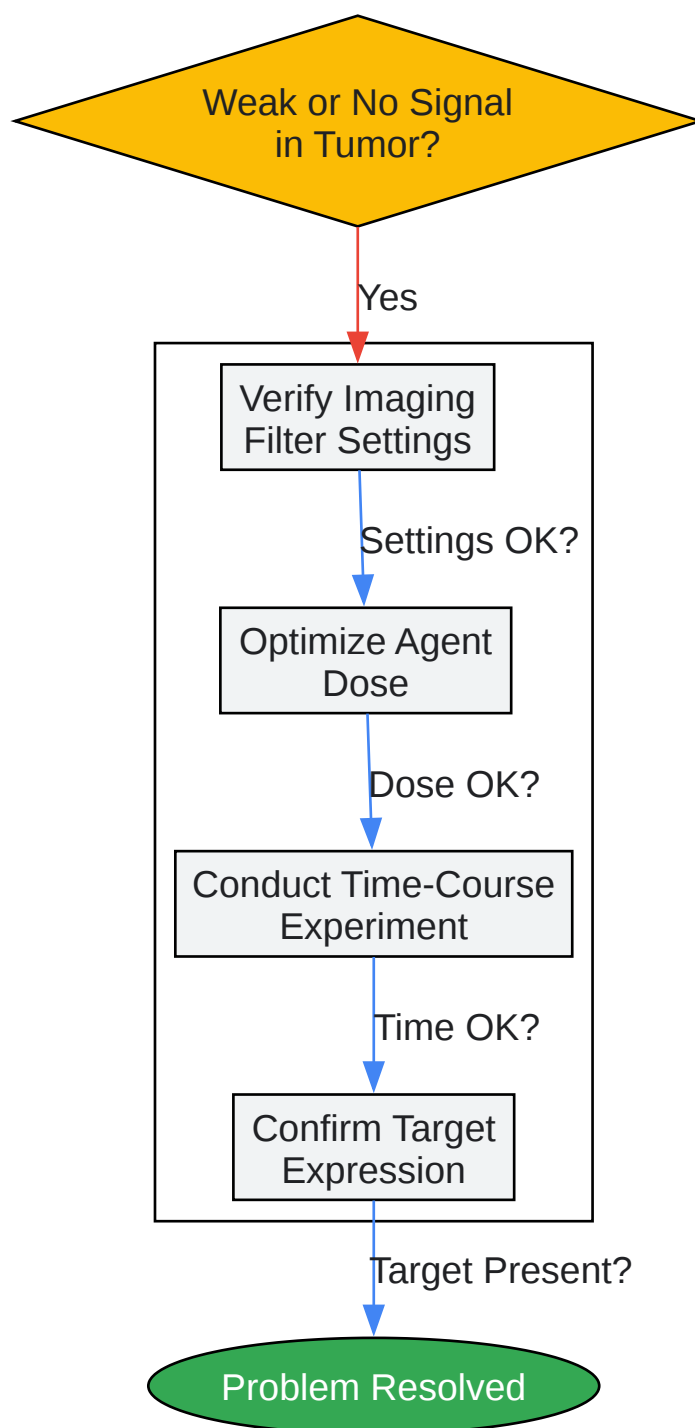 Weak or No Signal
in Tumor?
Yes
Verify Imaging
Filter Settings
Settings OK?
Optimize Agent
Dose
Dose OK?
Conduct Time-Course
Experiment
Time OK?
Confirm Target
Expression
Target Present?
Problem Resolved